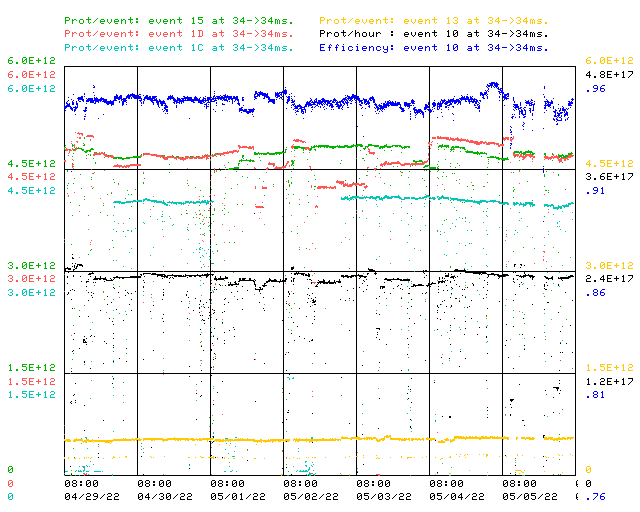 Prot/event: event 15 at 34->34ms. Prot/event: event 13 at 34->34ms.
Prot/event: event 1D at 34->34ms. Prot/hour : event 10 at 34->34ms.
Prot/event: event 1C at 34->34ms. Efficiency: event 10 at 34->34ms.
6.0E+12 6.0E+12
6.0E+12 4.8E+17
6.0E+12 .96
4.5E+12 4.5E+12
4.5E+12 3.6E+17
4.5E+12 .91
3.0E+12 3.0E+12
3.0E+12 2.4E+17
3.0E+12 .86
1.5E+12 1.5E+12
1.5E+12 1.2E+17
1.5E+12 .81
0 0
0 08:00 08:00 08:00 08:00 08:00 08:00 08:00 0
0 04/29/22 04/30/22 05/01/22 05/02/22 05/03/22 05/04/22 05/05/22 .76